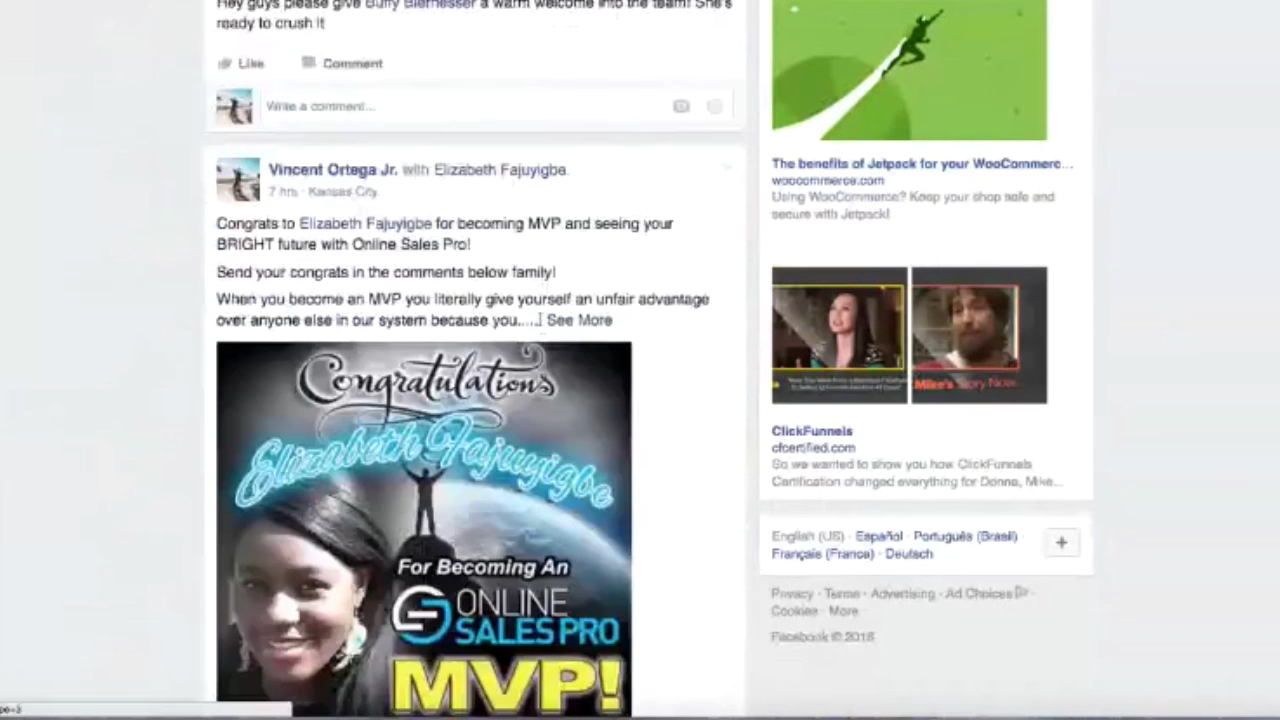 Hey guys please give Buffy Biernesser a warm welcome into the team! She's
ready to crush it
Like Comment
Write a comment...
Vincent Ortega Jr. with Elizabeth Fajuyigbe.
7 hrs · Kansas City
Congrats to Elizabeth Fajuyigbe for becoming MVP and seeing your
BRIGHT future with Online Sales Pro!
Send your congrats in the comments below family!
When you become an MVP you literally give yourself an unfair advantage
over anyone else in our system because you..... See More
Congratulations
Elizabeth Fajuyigbe
For Becoming An
ONLINE
SALES PRO
MVP!
The benefits of Jetpack for your WooCommerc...
woocommerce.com
Using WooCommerce? Keep your shop safe and
secure with Jetpack!
Mike's Story Now
ClickFunnels
cfcertified.com
So we wanted to show you how ClickFunnels
Certification changed everything for Donna, Mike...
English (US) · Español · Português (Brasil) ·
Français (France) · Deutsch
+
Privacy · Terms · Advertising · Ad Choices ·
Cookies · More
Facebook © 2016